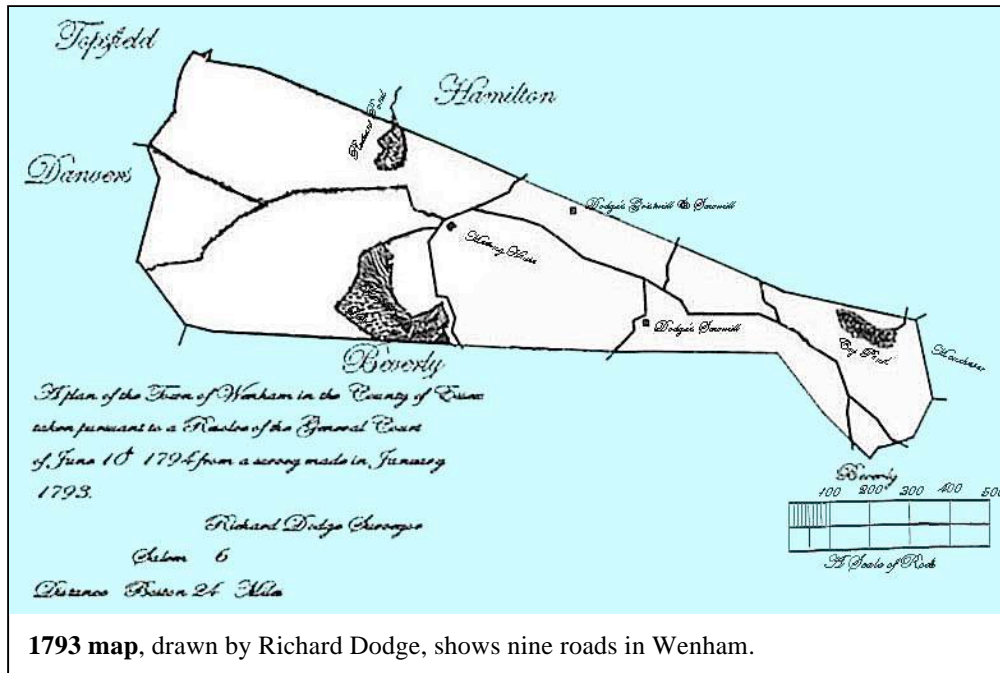 Topsfield
Hamilton
Danvers
Dodge's Gristmill & Sawmill
Meeting House
Dodge's Sawmill
Beverly
A plan of the Town of Wenham in the County of Essex
taken pursuant to a Resolve of the General Court
of June 10th 1794 from a survey made in January
1793.
Richard Dodge Surveyor
Salem 6
Distance Boston 24 Miles
Beverly
100 200 300 400 500
A Scale of Rods
1793 map, drawn by Richard Dodge, shows nine roads in Wenham.